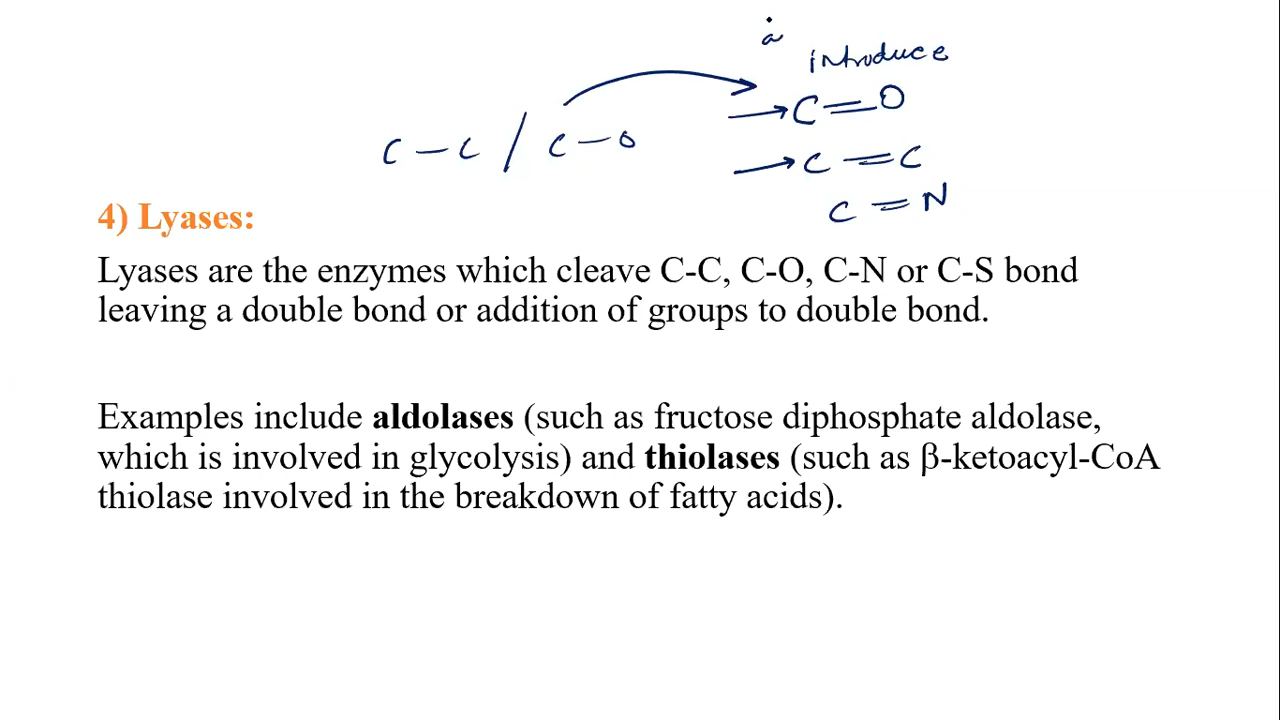 a
introduce
C=O
C-C / C-O
C=C
C=N
4) Lyases:
Lyases are the enzymes which cleave C-C, C-O, C-N or C-S bond
leaving a double bond or addition of groups to double bond.
Examples include aldolases (such as fructose diphosphate aldolase,
which is involved in glycolysis) and thiolases (such as β-ketoacyl-CoA
thiolase involved in the breakdown of fatty acids).